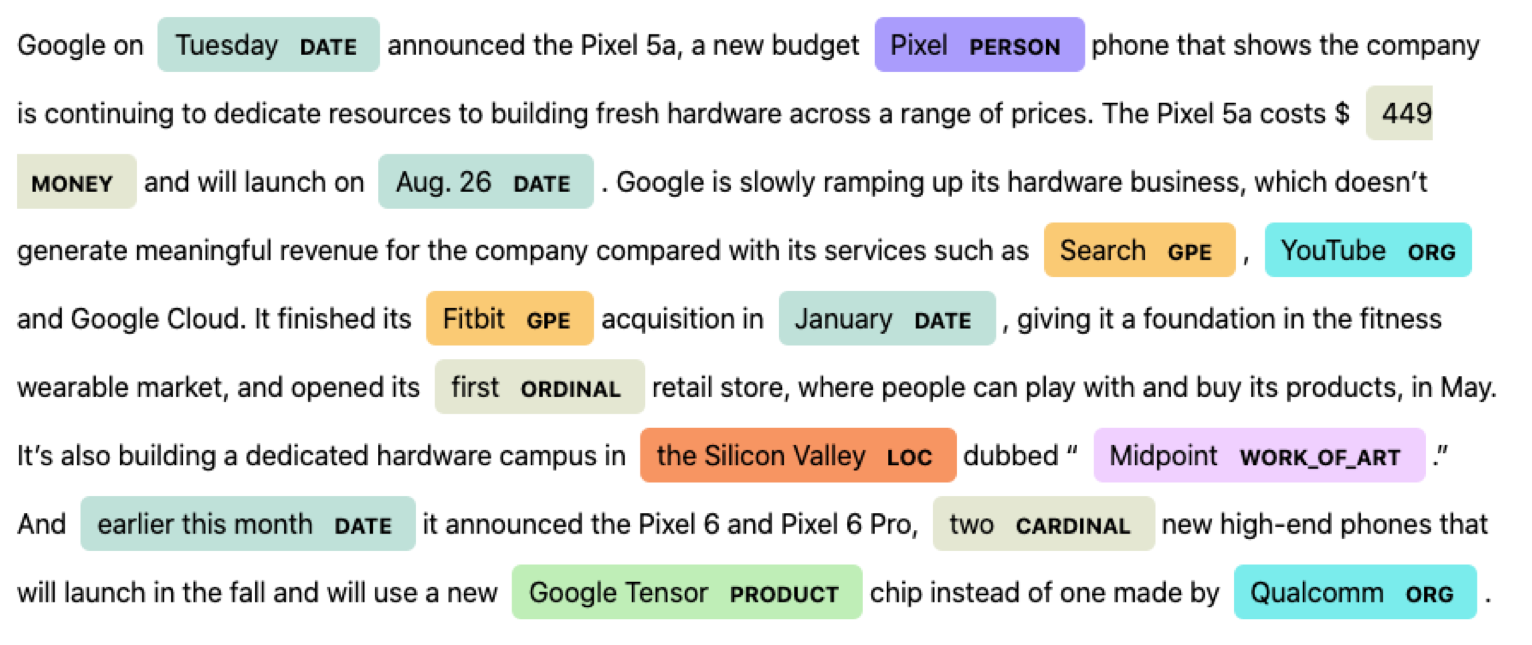 Google on Tuesday DATE announced the Pixel 5a, a new budget Pixel PERSON phone that shows the company
is continuing to dedicate resources to building fresh hardware across a range of prices. The Pixel 5a costs $ 449
MONEY and will launch on Aug. 26 DATE . Google is slowly ramping up its hardware business, which doesn’t
generate meaningful revenue for the company compared with its services such as Search GPE , YouTube ORG
and Google Cloud. It finished its Fitbit GPE acquisition in January DATE , giving it a foundation in the fitness
wearable market, and opened its first ORDINAL retail store, where people can play with and buy its products, in May.
It’s also building a dedicated hardware campus in the Silicon Valley LOC dubbed “ Midpoint WORK_OF_ART .”
And earlier this month DATE it announced the Pixel 6 and Pixel 6 Pro, two CARDINAL new high-end phones that
will launch in the fall and will use a new Google Tensor PRODUCT chip instead of one made by Qualcomm ORG .